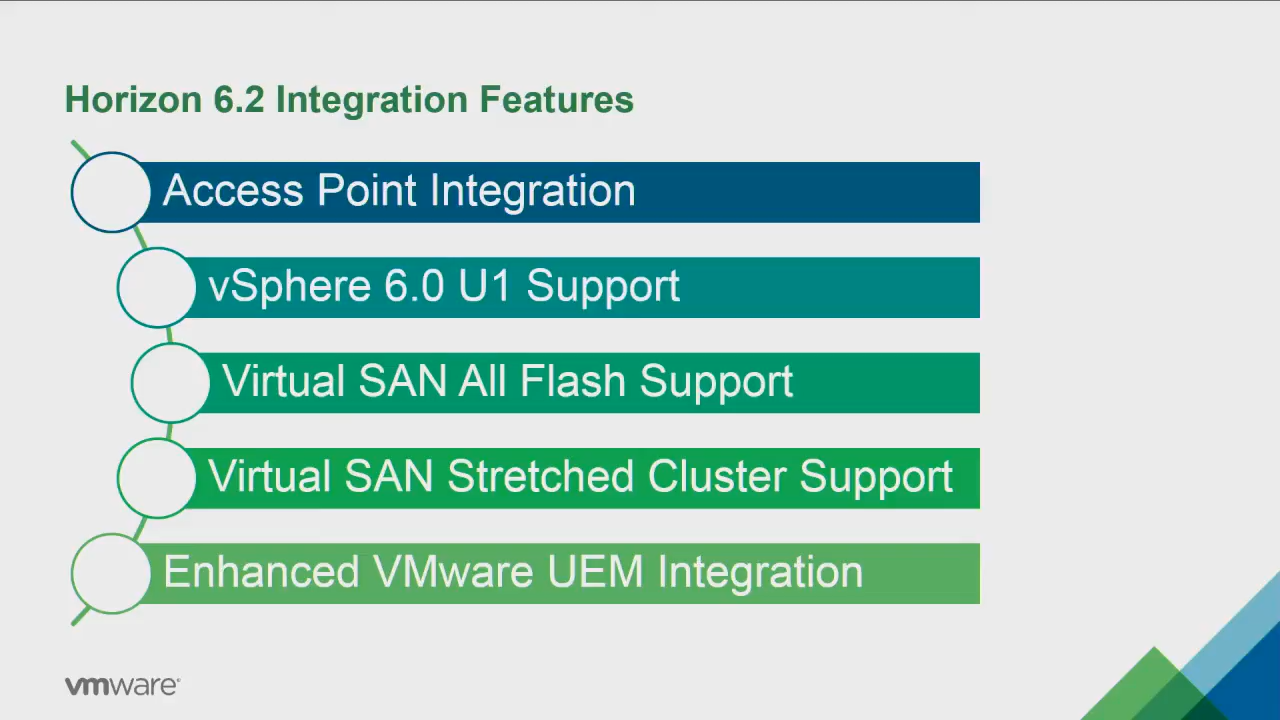 Horizon 6.2 Integration Features
Access Point Integration
vSphere 6.0 U1 Support
Virtual SAN All Flash Support
Virtual SAN Stretched Cluster Support
Enhanced VMware UEM Integration
vmware®